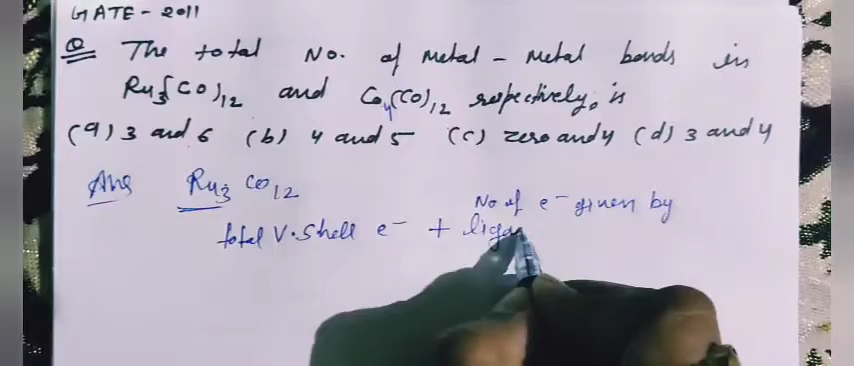 GATE - 2011
Q The total No. of metal - metal bonds in
Ru3(CO)12 and Co4(CO)12 respectively, is
(a) 3 and 6 (b) 4 and 5 (c) zero and 4 (d) 3 and 4
Ans Ru3 CO12
No of e- given by
total V.Shell e- + liga